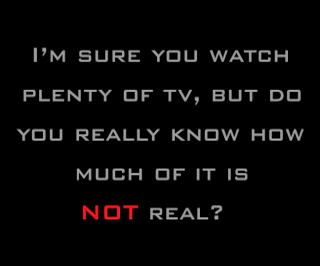 I'M SURE YOU WATCH
PLENTY OF TV, BUT DO
YOU REALLY KNOW HOW
MUCH OF IT IS
NOT REAL?